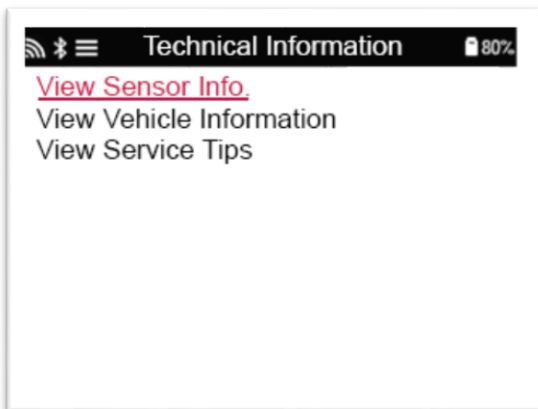 Technical Information 80%
View Sensor Info.
View Vehicle Information
View Service Tips